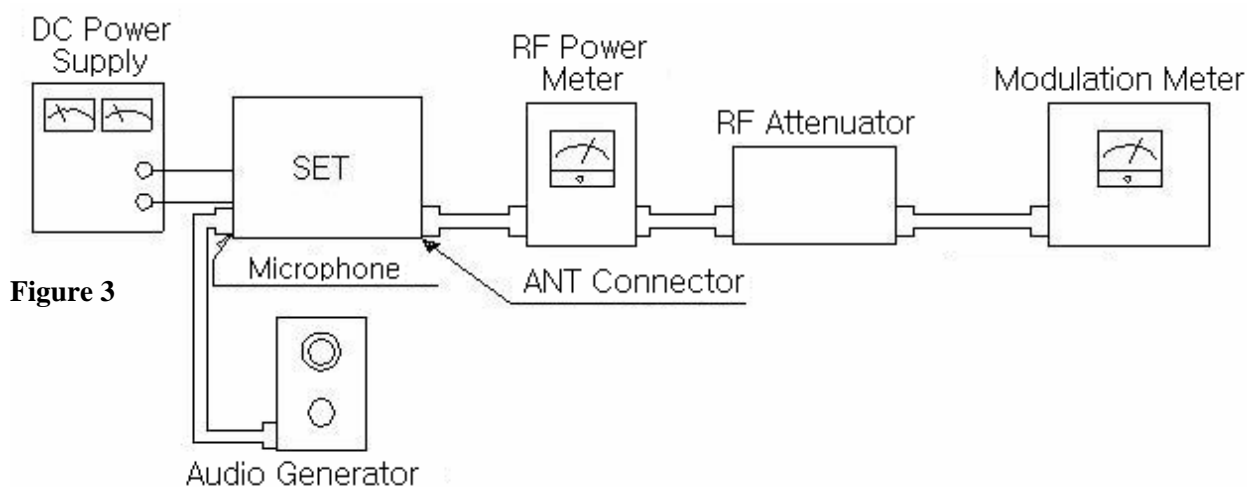 DC Power
Supply
RF Power
Meter
Modulation Meter
RF Attenuator
SET
Microphone
ANT Connector
Figure 3
Audio Generator